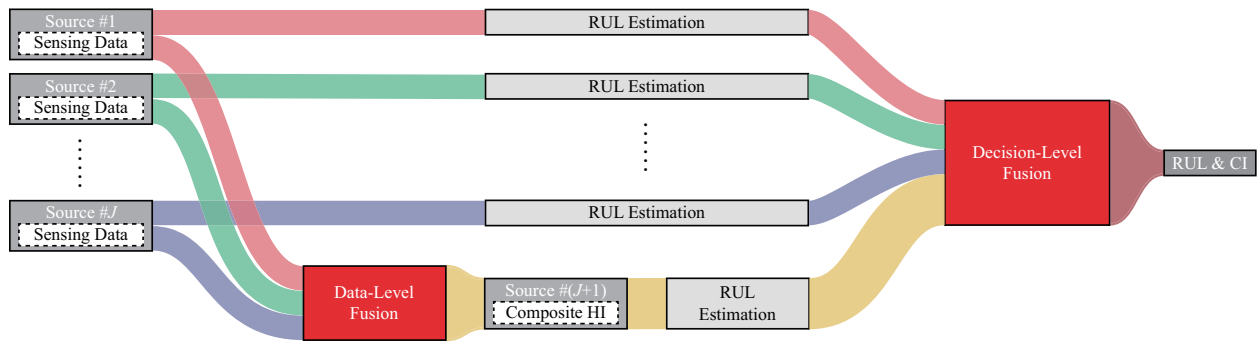 Source #1
Sensing Data
RUL Estimation
Source #2
Sensing Data
RUL Estimation
Decision-Level
Fusion
RUL & CI
Source #J
Sensing Data
RUL Estimation
Data-Level
Fusion
Source #(J+1)
Composite HI
RUL
Estimation